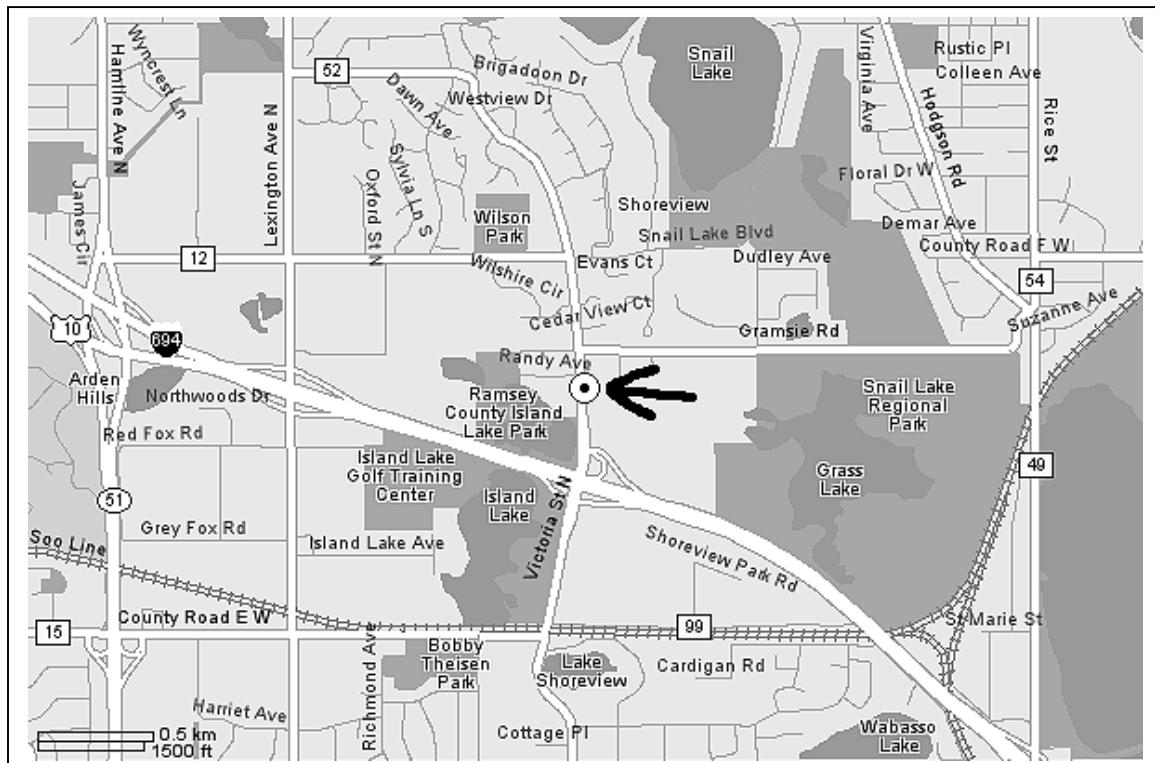 Wyncrest Ln
Hamline Ave N
Lexington Ave N
52
Brigadoon Dr
Westview Dr
Dawn Ave
Sylvia Ln S
Oxford St N
Snail
Lake
Virginia Ave
Rustic Pl
Colleen Ave
Hodgson Rd
Rice St
Floral Dr W
James Cir
Wilson
Park
Shoreview
Snail Lake Blvd
Demar Ave
County Road F W
12
Wilshire Cir
Evans Ct
Dudley Ave
54
Suzanne Ave
Cedar View Ct
Gramsie Rd
10
694
Randy Ave
Arden
Hills
Northwoods Dr
Ramsey
County Island
Lake Park
Snail Lake
Regional
Park
Red Fox Rd
Island Lake
Golf Training
Center
Grass
Lake
49
51
Island
Lake
Victoria St N
Grey Fox Rd
Soo Line
Island Lake Ave
Shoreview Park Rd
County Road E W
15
99
St Marie St
Richmond Ave
Bobby
Theisen
Park
Lake
Shoreview
Cardigan Rd
Harriet Ave
Cottage Pl
Wabasso
Lake
0.5 km
1500 ft